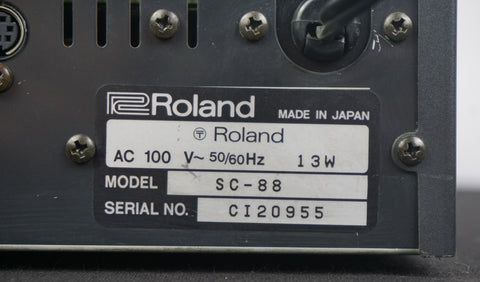 Roland MADE IN JAPAN
〒 Roland
AC 100 V~ 50/60Hz 13W
MODEL SC-88
SERIAL NO. CI20955